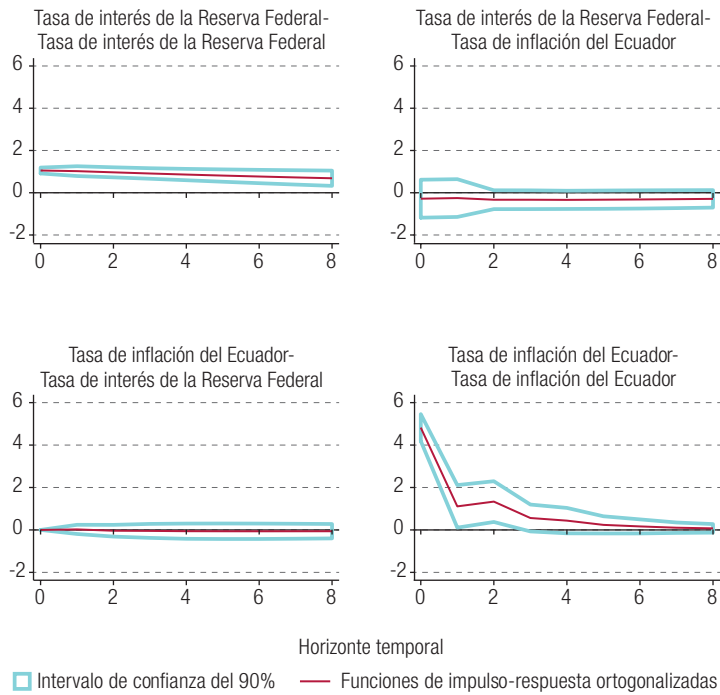 Tasa de interés de la Reserva Federal-
Tasa de interés de la Reserva Federal
6
4
2
0
-2
0 2 4 6 8
Tasa de interés de la Reserva Federal-
Tasa de inflación del Ecuador
6
4
2
0
-2
0 2 4 6 8
Tasa de inflación del Ecuador-
Tasa de interés de la Reserva Federal
6
4
2
0
-2
0 2 4 6 8
Tasa de inflación del Ecuador-
Tasa de inflación del Ecuador
6
4
2
0
-2
0 2 4 6 8
Horizonte temporal
Intervalo de confianza del 90% Funciones de impulso-respuesta ortogonalizadas